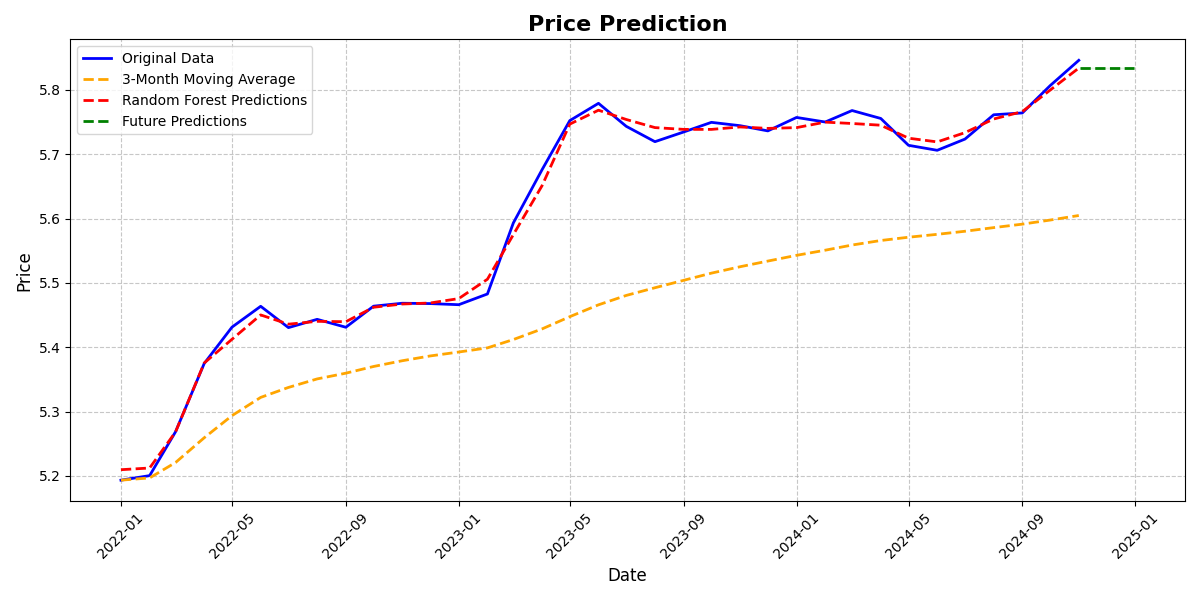 Price Prediction
Original Data
3-Month Moving Average
Random Forest Predictions
Future Predictions
Price
5.8
5.7
5.6
5.5
5.4
5.3
5.2
2022-01
2022-05
2022-09
2023-01
2023-05
2023-09
2024-01
2024-05
2024-09
2025-01
Date